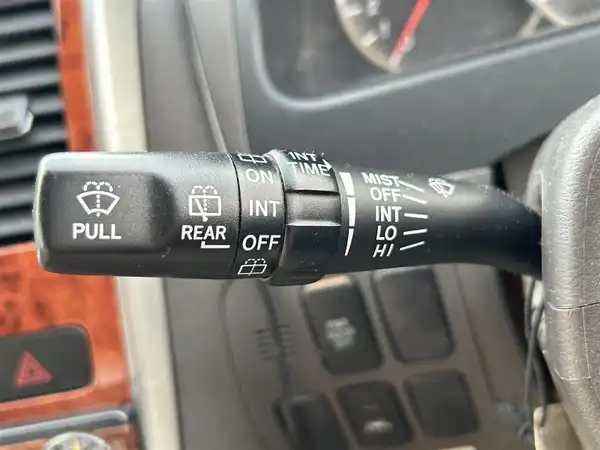 PULL
REAR
ON
INT
OFF
INT
TIME
MIST
OFF
INT
LO
HI